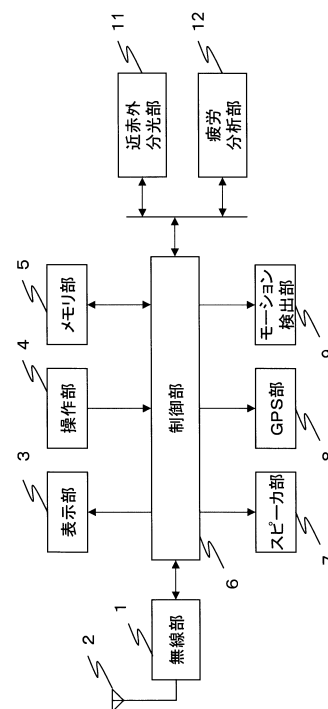 2
1
無線部
3
表示部
4
操作部
5
メモリ部
制御部
6
スピーカ部
7
GPS部
8
モーション
検出部
9
11
近赤外
分光部
12
疲労
分析部